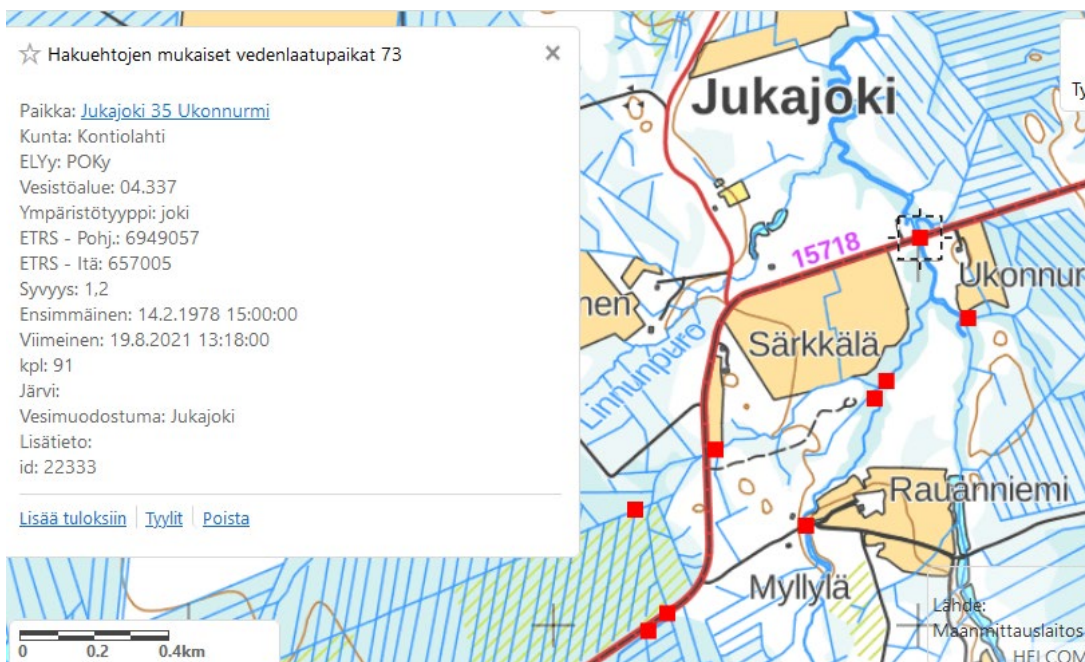 Hakuehtojen mukaiset vedenlaatupaikat 73
Paikka: Jukajoki 35 Ukonnurmi
Kunta: Kontiolahti
ELYy: POKy
Vesistöalue: 04.337
Ympäristötyyppi: joki
ETRS - Pohj.: 6949057
ETRS - Itä: 657005
Syvyys: 1,2
Ensimmäinen: 14.2.1978 15:00:00
Viimeinen: 19.8.2021 13:18:00
kpl: 91
Järvi:
Vesimuodostuma: Jukajoki
Lisätieto:
id: 22333
Lisää tuloksiin Tyylit Poista
Jukajoki
Ty
15718
Ukonnur
nen
Särkkälä
Linnunpuro
Rauanniemi
Myllylä
Lähde:
Maanmittauslaitos
HELCOM
0 0.2 0.4km